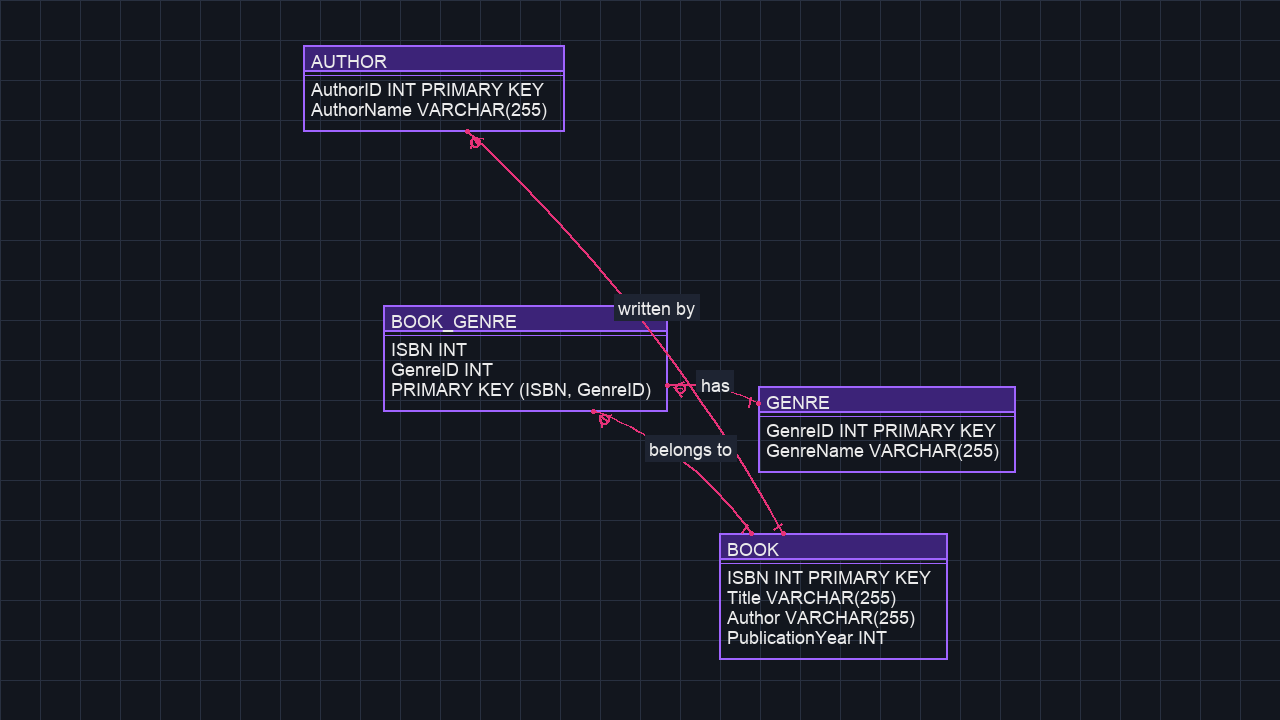 AUTHOR
AuthorID INT PRIMARY KEY
AuthorName VARCHAR(255)
written by
BOOK_GENRE
ISBN INT
GenreID INT
PRIMARY KEY (ISBN, GenreID)
has
GENRE
GenreID INT PRIMARY KEY
GenreName VARCHAR(255)
belongs to
BOOK
ISBN INT PRIMARY KEY
Title VARCHAR(255)
Author VARCHAR(255)
PublicationYear INT